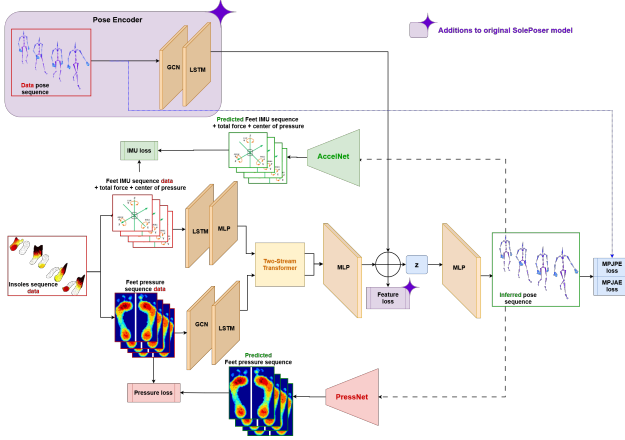 Pose Encoder
Additions to original SolePoser model
GCN
LSTM
Data pose
sequence
Predicted Feet IMU sequence
+ total force + center of pressure
IMU loss
AccelNet
Feet IMU sequence data
+ total force + center of pressure
LSTM
MLP
Two-Stream
Transformer
MLP
z
MLP
Insoles sequence
data
Feature
loss
Inferred pose
sequence
MPJPE
loss
MPJAE
loss
Feet pressure
sequence data
GCN
LSTM
Predicted
Feet pressure sequence
Pressure loss
PressNet